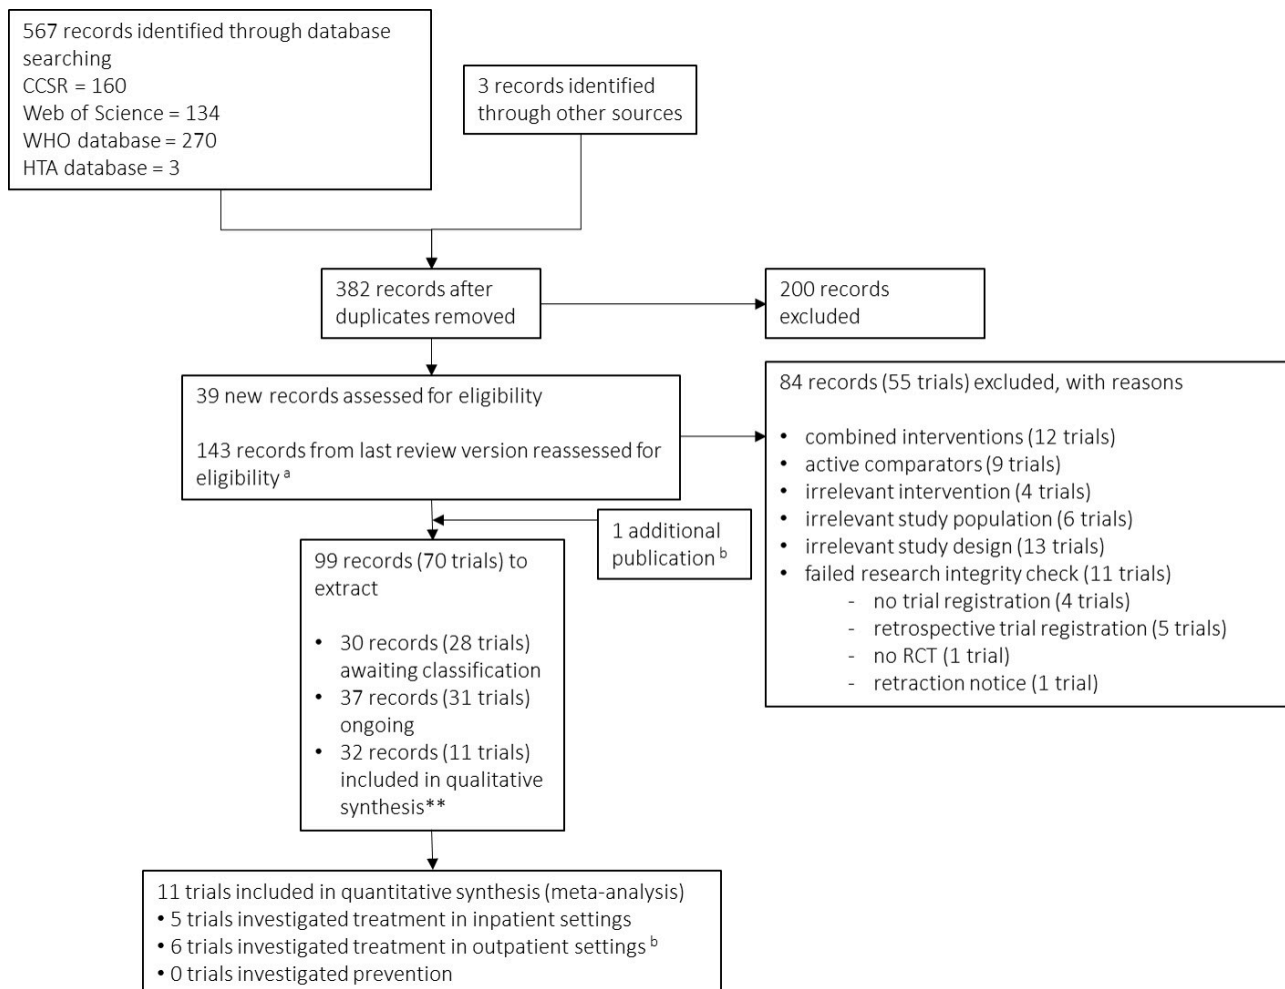 567 records identified through database
searching
CCSR = 160
Web of Science = 134
WHO database = 270
HTA database = 3
3 records identified
through other sources
382 records after
duplicates removed
200 records
excluded
39 new records assessed for eligibility
143 records from last review version reassessed for
eligibility a
84 records (55 trials) excluded, with reasons
• combined interventions (12 trials)
• active comparators (9 trials)
• irrelevant intervention (4 trials)
• irrelevant study population (6 trials)
• irrelevant study design (13 trials)
• failed research integrity check (11 trials)
- no trial registration (4 trials)
- retrospective trial registration (5 trials)
- no RCT (1 trial)
- retraction notice (1 trial)
1 additional
publication b
99 records (70 trials) to
extract
• 30 records (28 trials)
awaiting classification
• 37 records (31 trials)
ongoing
• 32 records (11 trials)
included in qualitative
synthesis**
11 trials included in quantitative synthesis (meta-analysis)
• 5 trials investigated treatment in inpatient settings
• 6 trials investigated treatment in outpatient settings b
• 0 trials investigated prevention